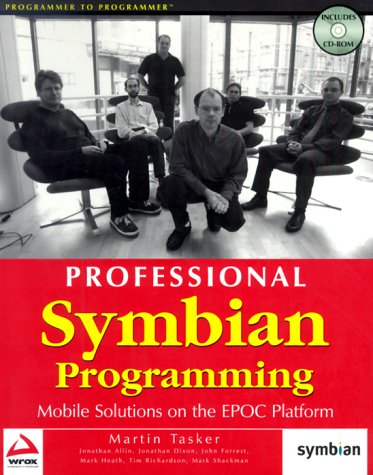 PROGRAMMER TO PROGRAMMER™
INCLUDES
CD-ROM
PROFESSIONAL
Symbian
Programming
Mobile Solutions on the EPOC Platform
Martin Tasker
Jonathan Allin, Jonathan Dixon, John Forrest,
Mark Heath, Tim Richardson, Mark Shackman
wrox
symbian